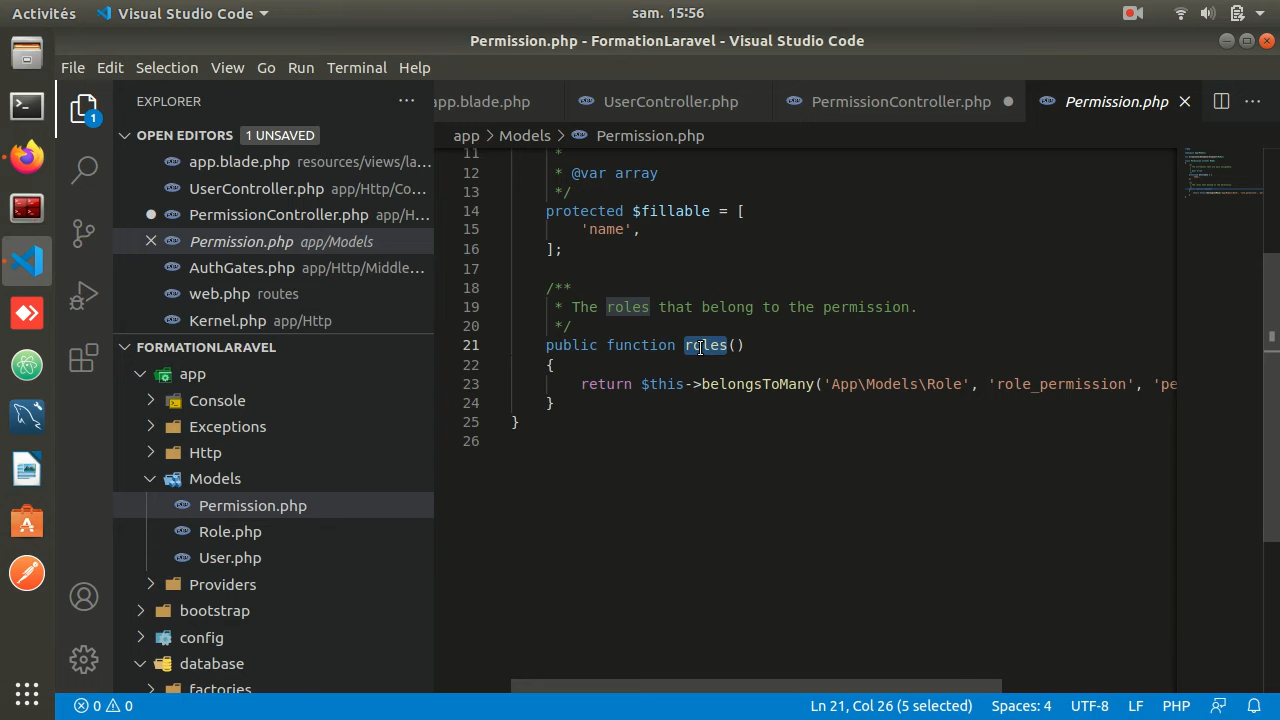 Activités Visual Studio Code sam. 15:56
Permission.php - FormationLaravel - Visual Studio Code
File Edit Selection View Go Run Terminal Help
EXPLORER
OPEN EDITORS 1 UNSAVED
app.blade.php resources/views/la...
UserController.php app/Http/Co...
PermissionController.php app/H...
Permission.php app/Models
AuthGates.php app/Http/Middle...
web.php routes
Kernel.php app/Http
FORMATIONLARAVEL
app
Console
Exceptions
Http
Models
Permission.php
Role.php
User.php
Providers
bootstrap
config
database
factories
1
app.blade.php UserController.php PermissionController.php Permission.php
app > Models > Permission.php
11 *
12 * @var array
13 */
14 protected $fillable = [
15 'name',
16 ];
17
18 /**
19 * The roles that belong to the permission.
20 */
21 public function roles()
22 {
23 return $this->belongsToMany('App\Models\Role', 'role_permission', 'pe
24 }
25 }
26
0 0 Ln 21, Col 26 (5 selected) Spaces: 4 UTF-8 LF PHP